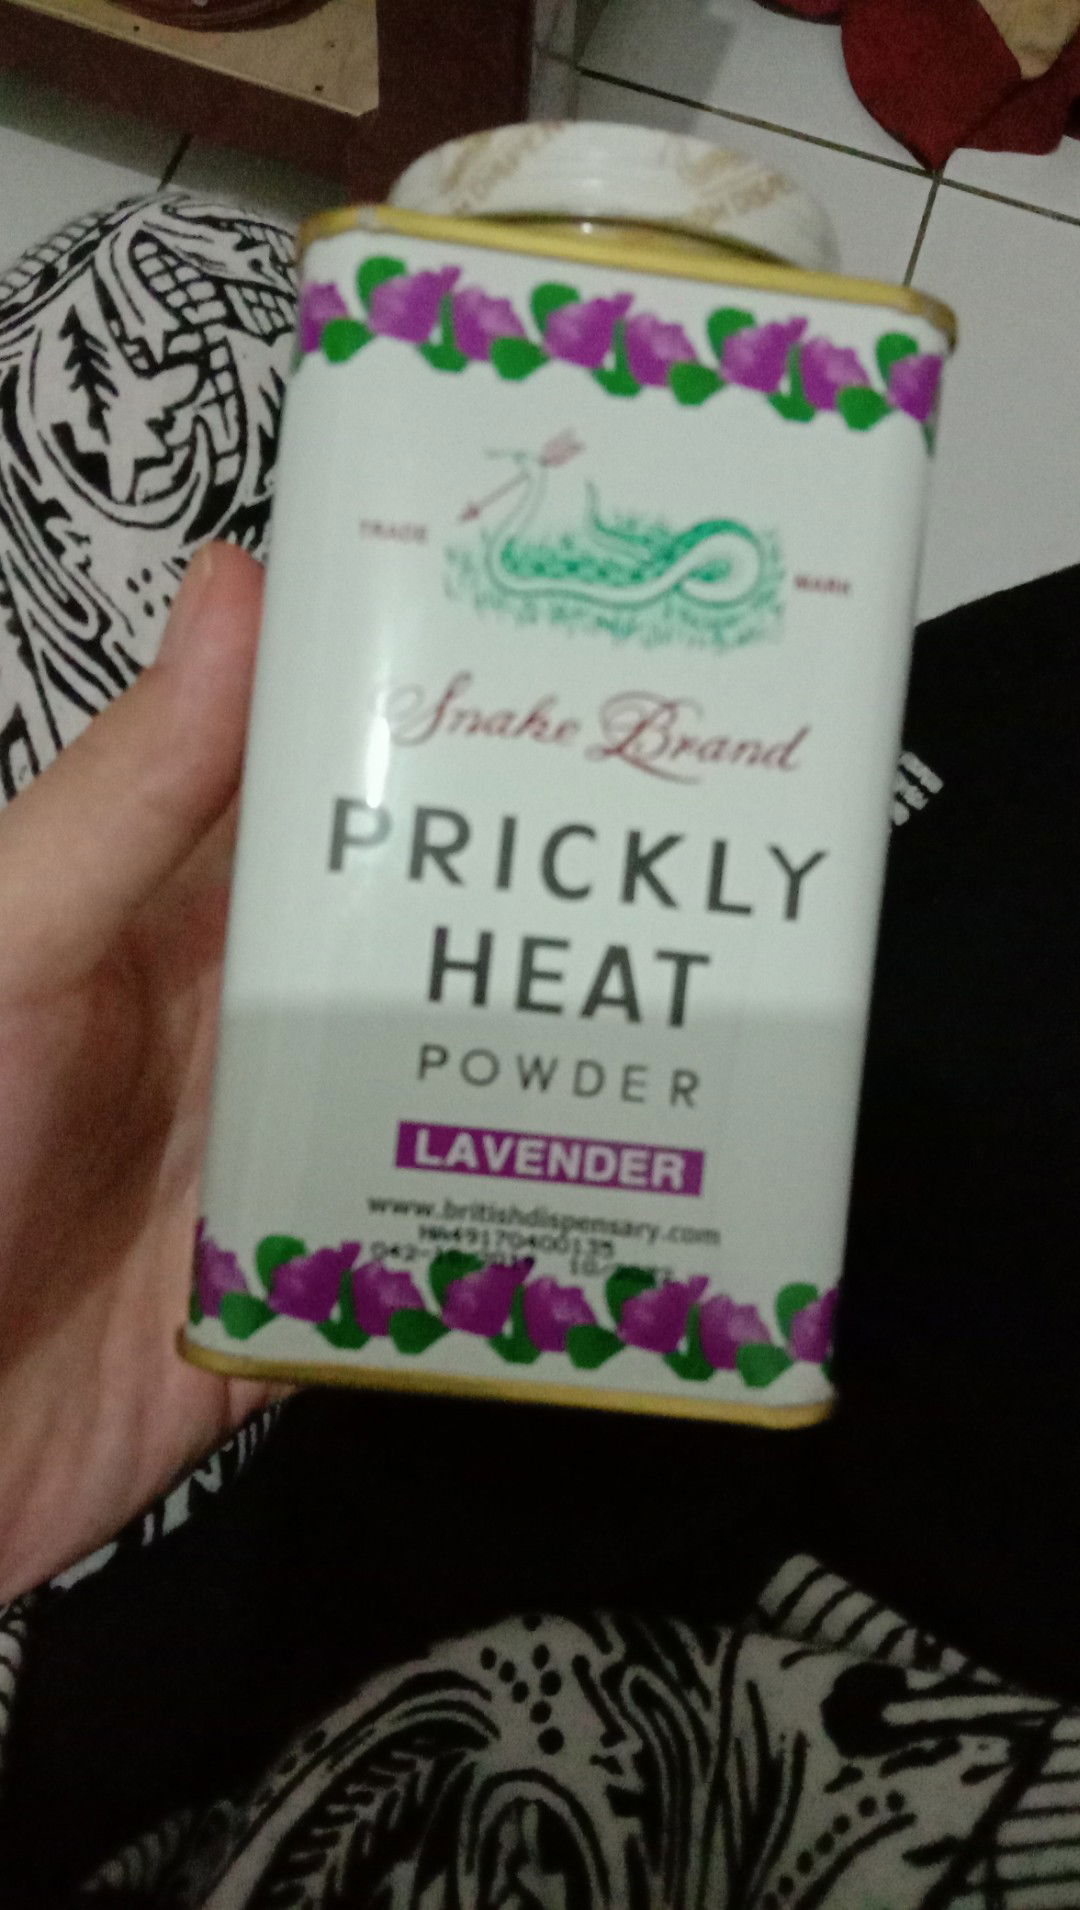 TRADE
MARK
Snake Brand
PRICKLY
HEAT
POWDER
LAVENDER
www.britishdispensary.com